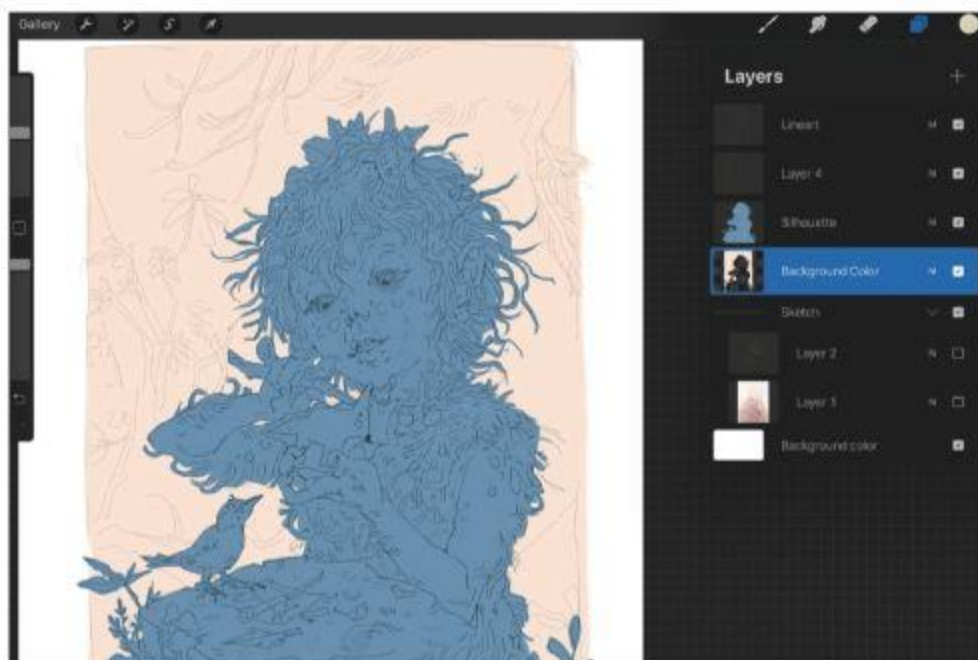 Gallery
Layers
Lineart
N
Layer 4
N
Silhouette
N
Background Color
N
Sketch
Layer 2
N
Layer 1
N
Background color